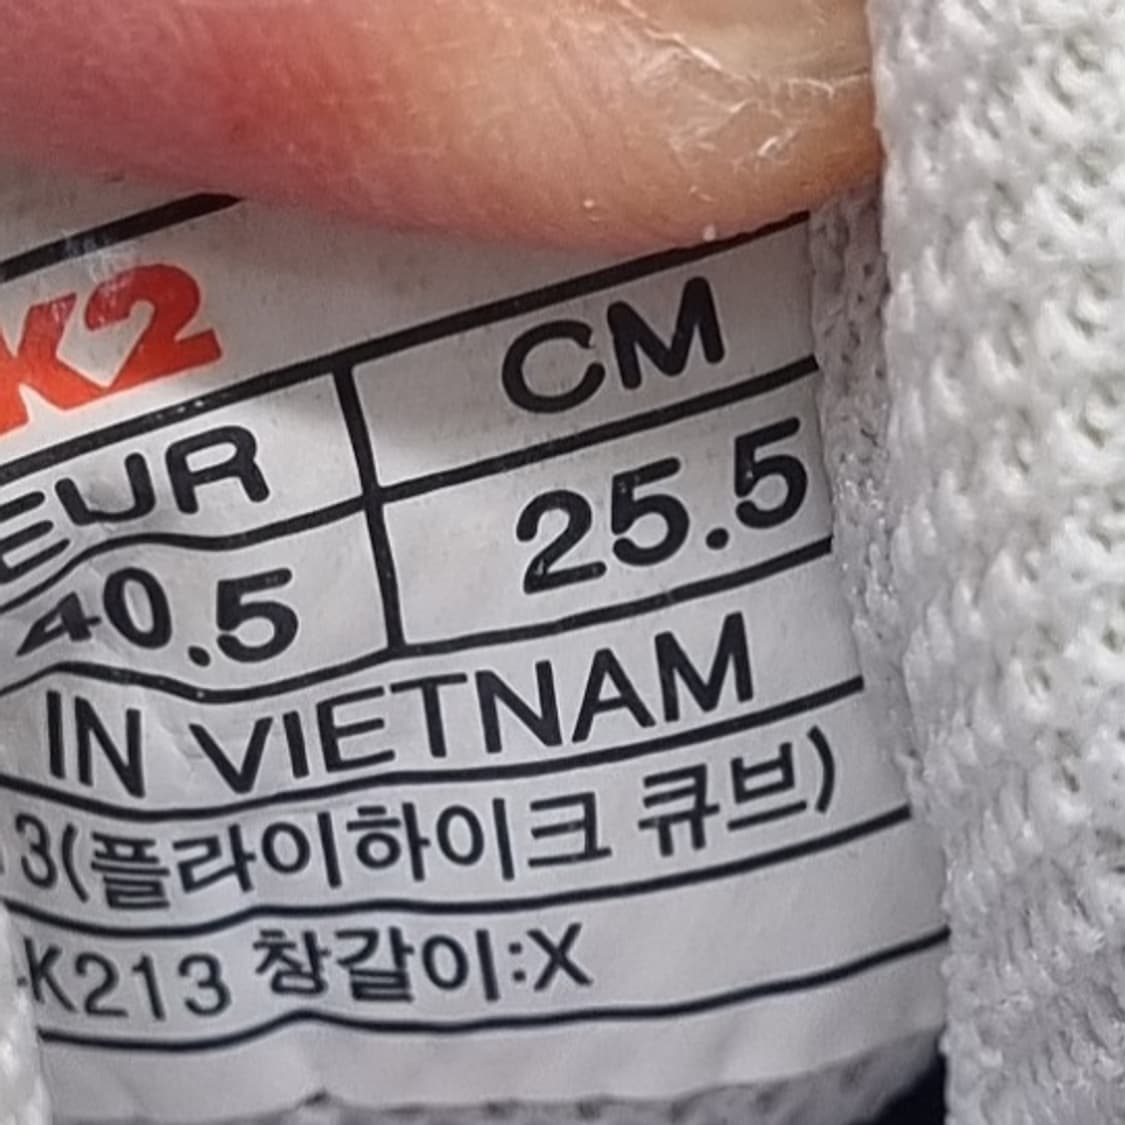 K2
EUR CM
40.5 25.5
IN VIETNAM
3(플라이하이크 큐브)
-K213 창갈이:X